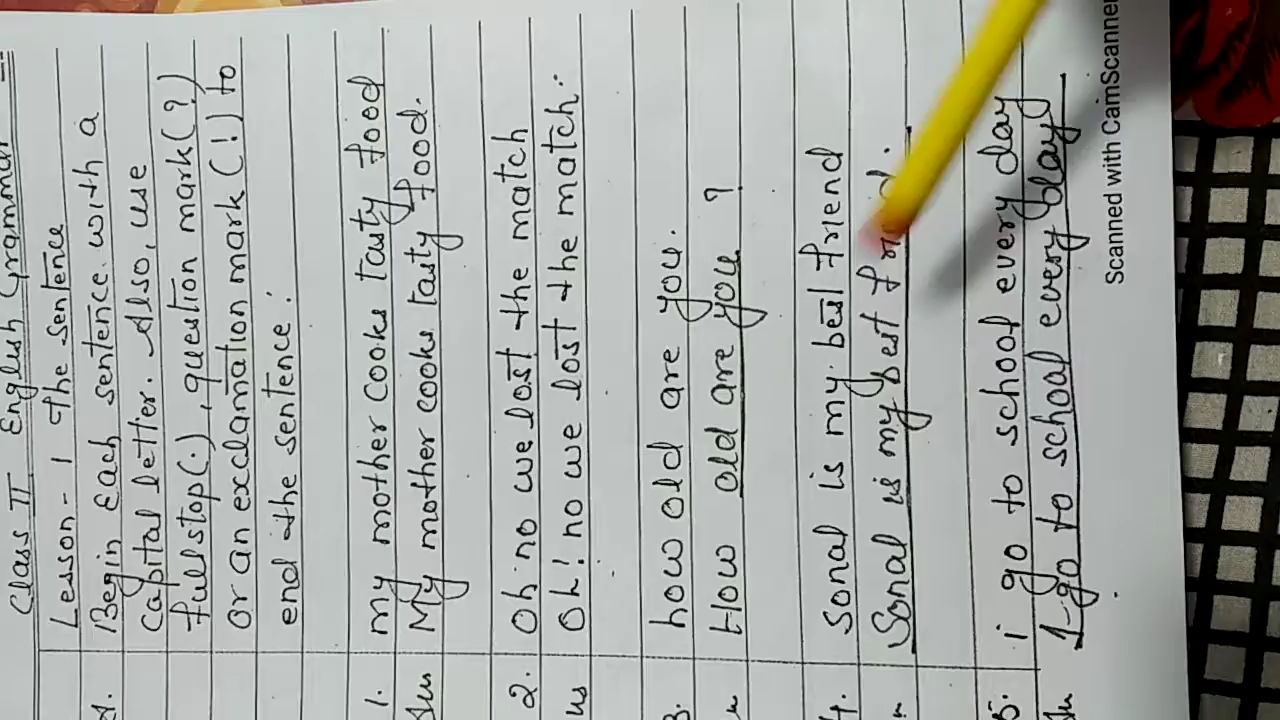 Class II English Grammar
Lesson - 1 The Sentence
A. Begin Each sentence with a
capital letter. Also, use
fullstop(.), question mark(?)
or an exclamation mark(!) to
end the sentence:
1. my mother cooks tasty food
Ans My mother cooks tasty food.
2. Oh no we lost the match
Ans Oh! no we lost the match.
3. how old are you.
How old are you ?
4. sonal is my best friend
Sonal is my best
5. i go to school every day
Ans I go to school every day
Scanned with CamScanner